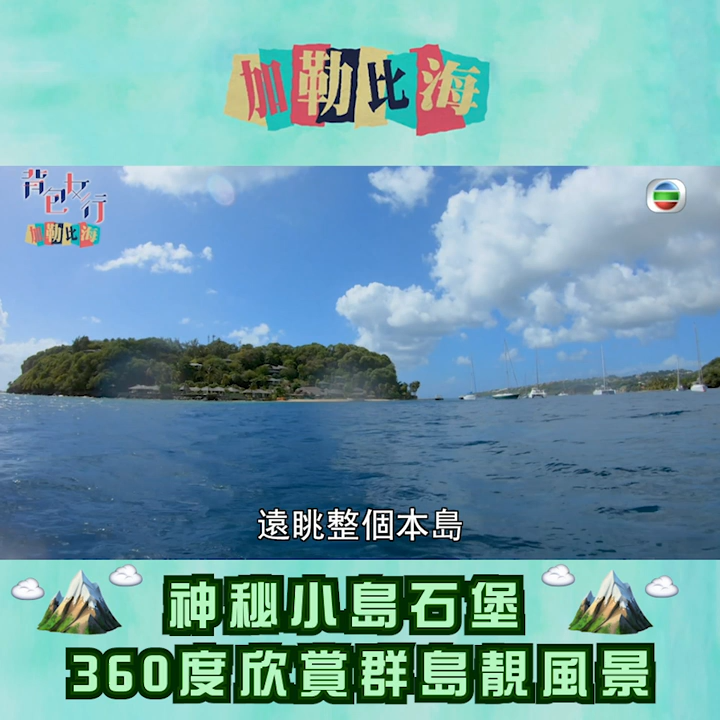 加勒比海
背包女行
加勒比海
遠眺整個本島
神秘小島石堡
360度欣賞群島靚風景